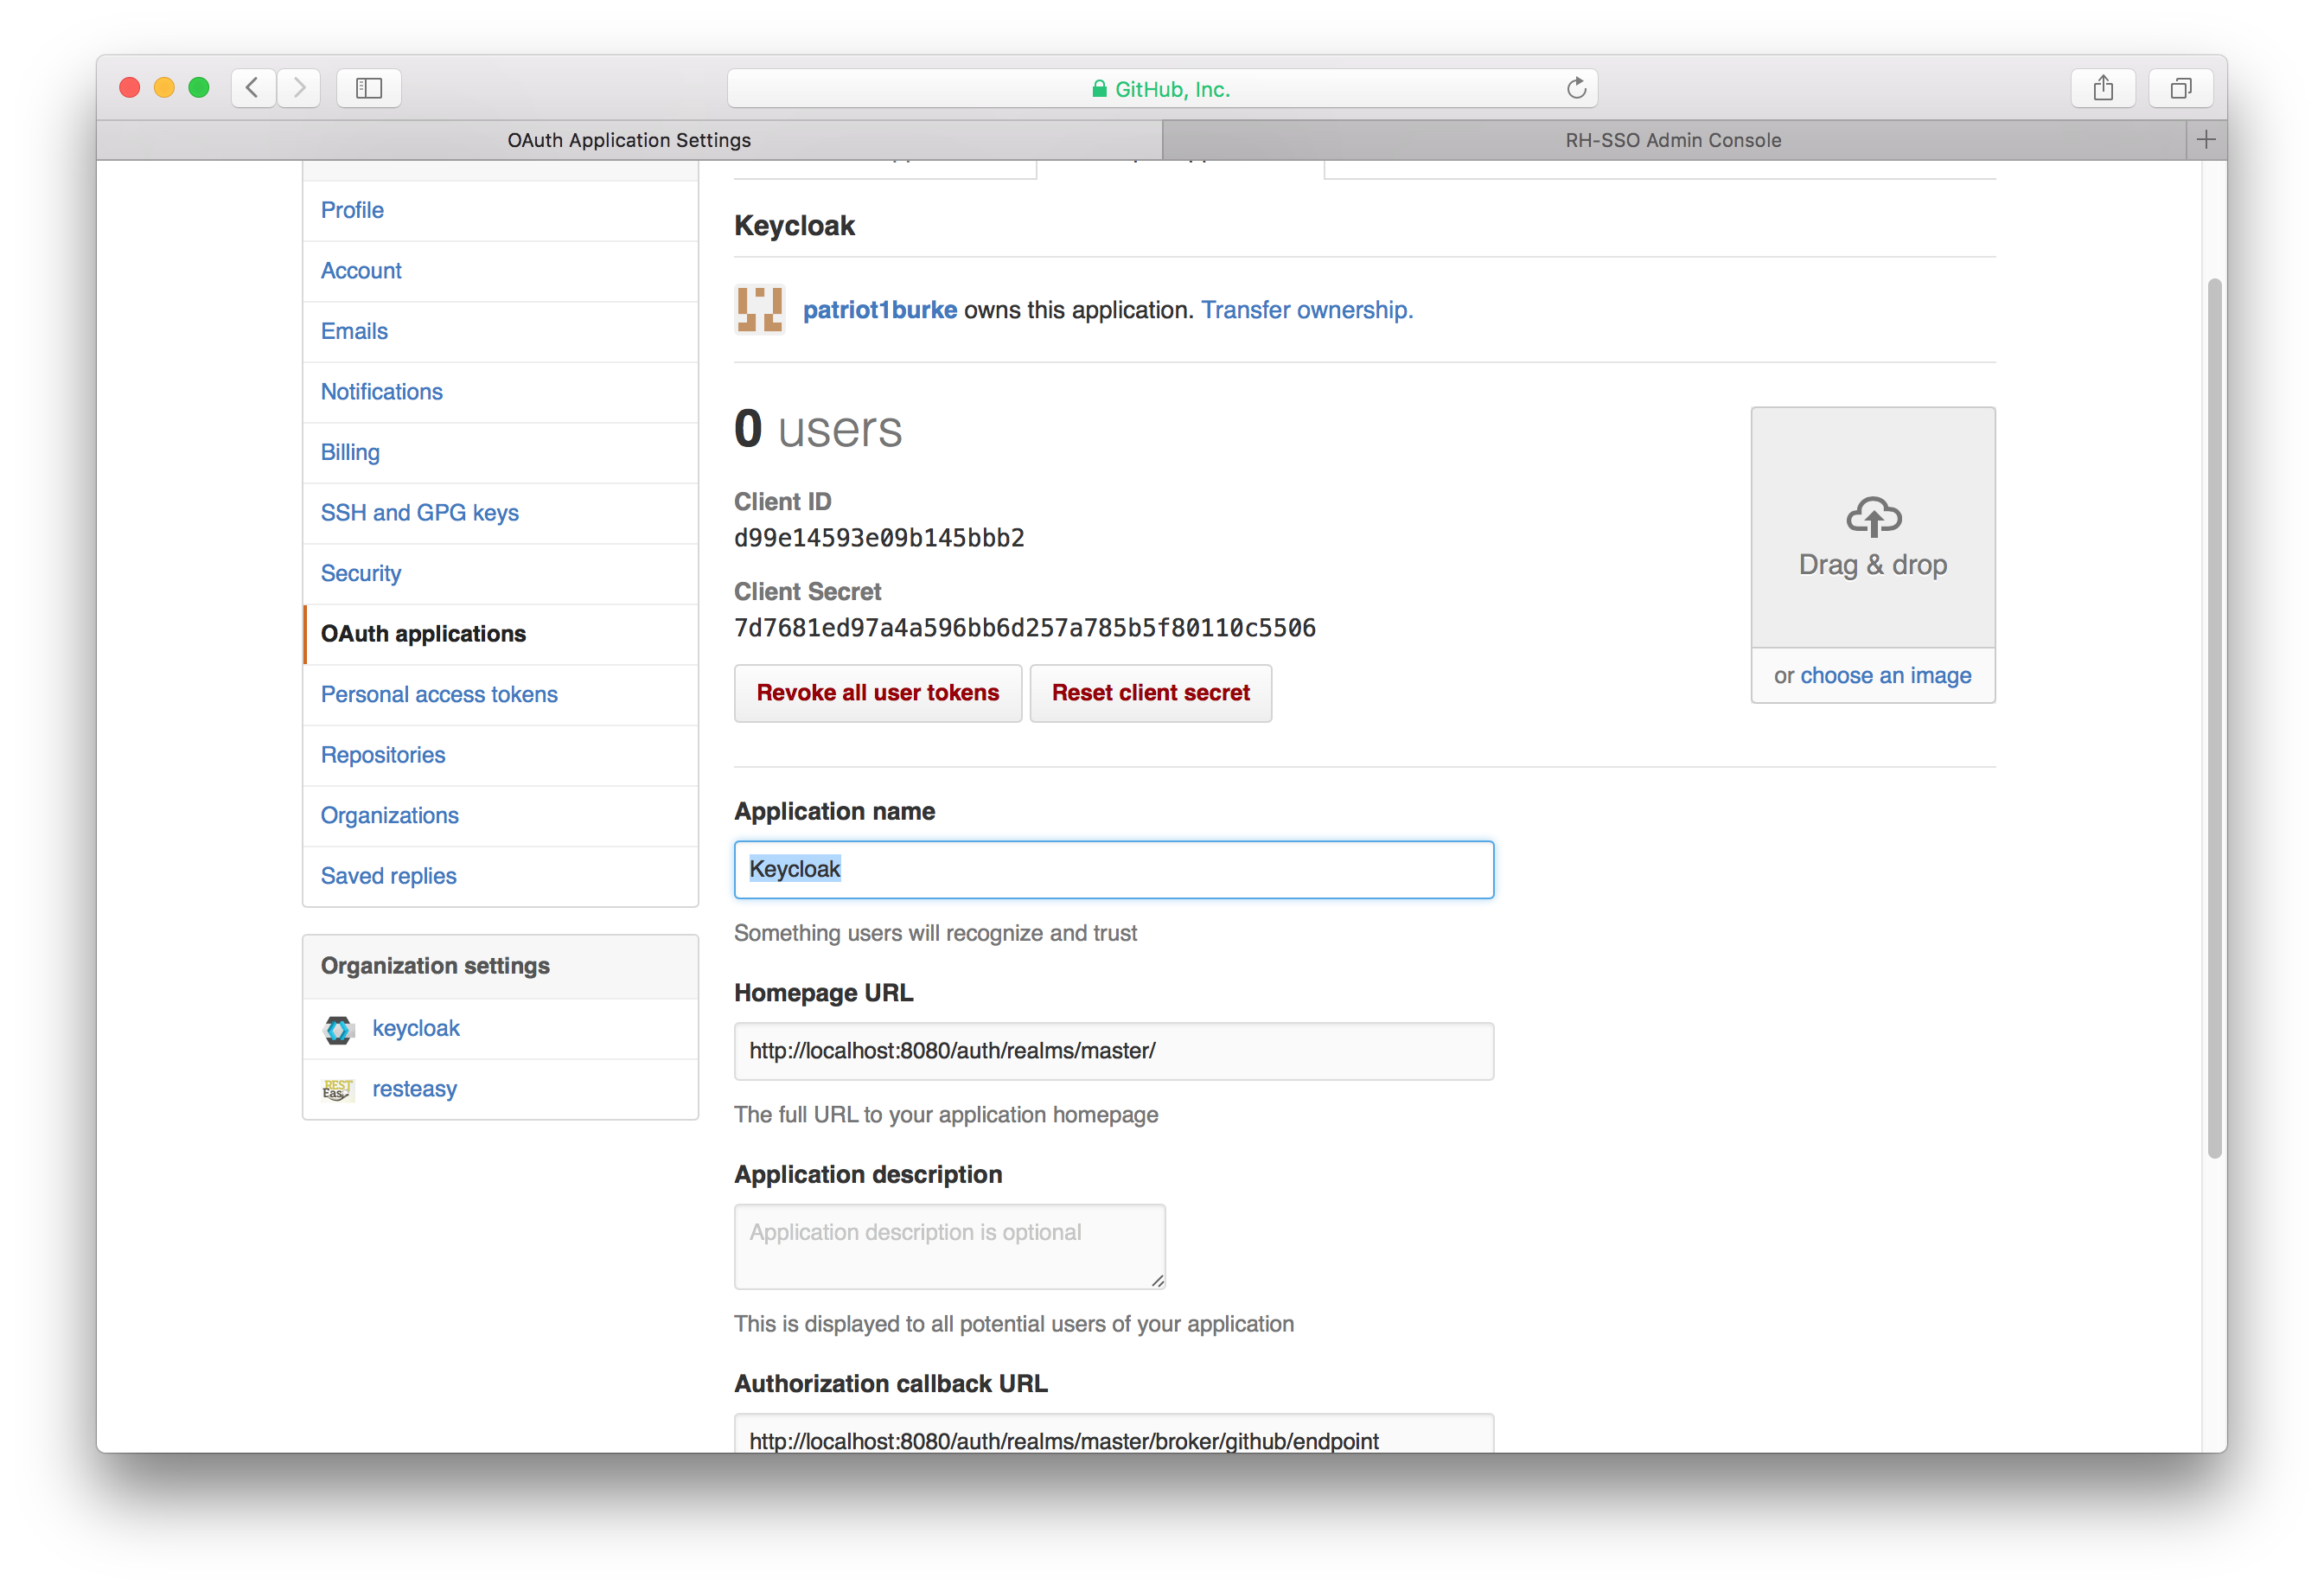 GitHub, Inc.
OAuth Application Settings
RH-SSO Admin Console
Profile
Account
Emails
Notifications
Billing
SSH and GPG keys
Security
OAuth applications
Personal access tokens
Repositories
Organizations
Saved replies
Organization settings
keycloak
REST
Easy
resteasy
Keycloak
patriot1burke owns this application. Transfer ownership.
0 users
Client ID
d99e14593e09b145bbb2
Client Secret
7d7681ed97a4a596bb6d257a785b5f80110c5506
Revoke all user tokens
Reset client secret
Drag & drop
or choose an image
Application name
Keycloak
Something users will recognize and trust
Homepage URL
http://localhost:8080/auth/realms/master/
The full URL to your application homepage
Application description
Application description is optional
This is displayed to all potential users of your application
Authorization callback URL
http://localhost:8080/auth/realms/master/broker/github/endpoint